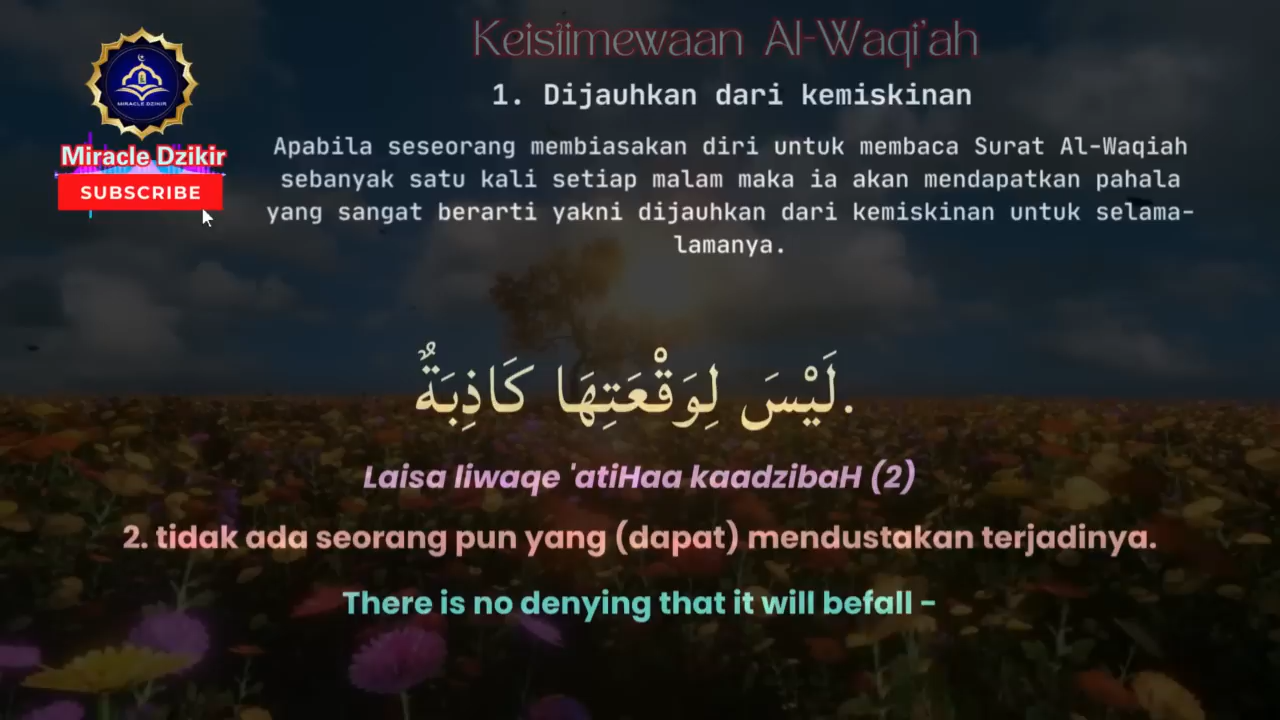 Keistimewaan Al-Waqi'ah
1. Dijauhkan dari kemiskinan
Apabila seseorang membiasakan diri untuk membaca Surat Al-Waqiah
sebanyak satu kali setiap malam maka ia akan mendapatkan pahala
yang sangat berarti yakni dijauhkan dari kemiskinan untuk selama-
lamanya.
MIRACLE DZIKIR
Miracle Dzikir
SUBSCRIBE
لَيْسَ لِوَقْعَتِهَا كَاذِبَةٌ.
Laisa liwaqe 'atiHaa kaadzibaH (2)
2. tidak ada seorang pun yang (dapat) mendustakan terjadinya.
There is no denying that it will befall -